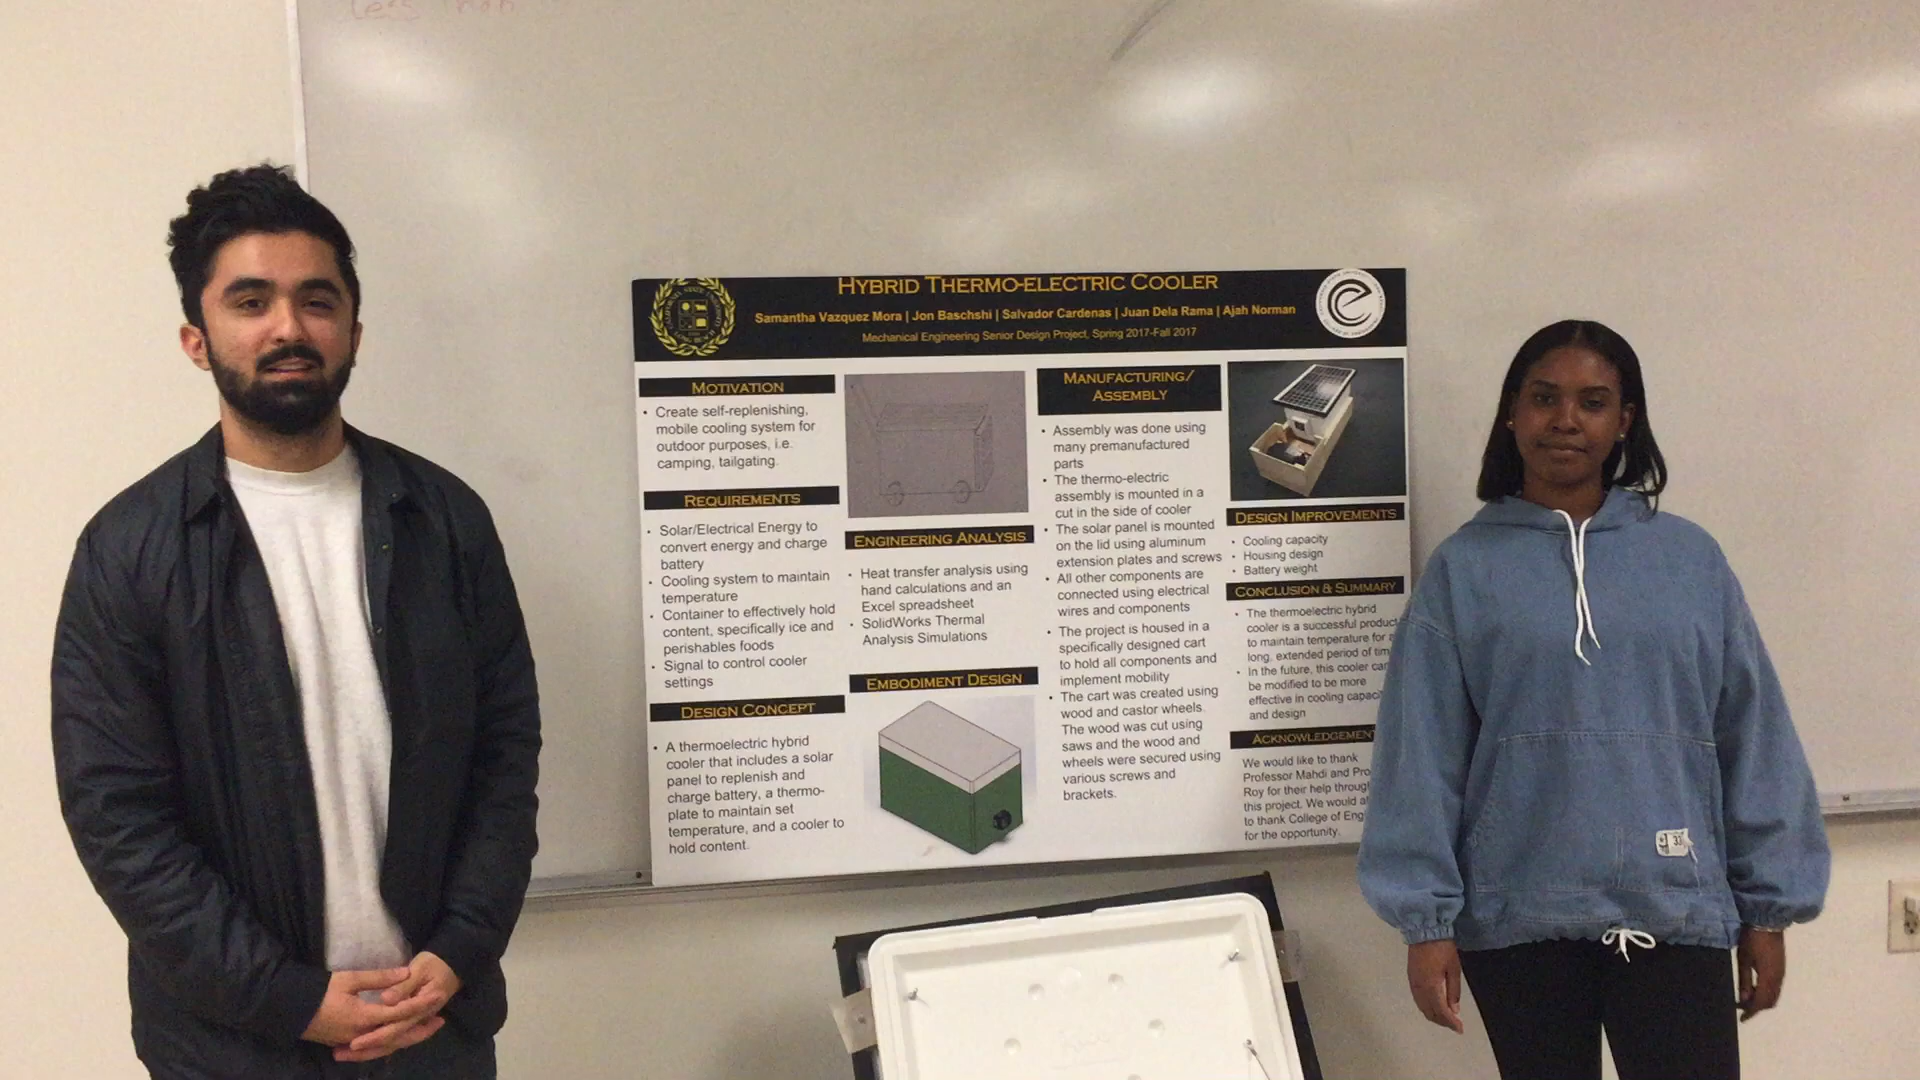 less than
HYBRID THERMO-ELECTRIC COOLER
Samantha Vazquez Mora | Jon Baschshi | Salvador Cardenas | Juan Dela Rama | Ajah Norman
Mechanical Engineering Senior Design Project, Spring 2017-Fall 2017
MOTIVATION
• Create self-replenishing,
mobile cooling system for
outdoor purposes, i.e.
camping, tailgating.
REQUIREMENTS
• Solar/Electrical Energy to
convert energy and charge
battery
• Cooling system to maintain
temperature
• Container to effectively hold
content, specifically ice and
perishables foods
• Signal to control cooler
settings
DESIGN CONCEPT
• A thermoelectric hybrid
cooler that includes a solar
panel to replenish and
charge battery, a thermo-
plate to maintain set
temperature, and a cooler to
hold content.
ENGINEERING ANALYSIS
• Heat transfer analysis using
hand calculations and an
Excel spreadsheet
• SolidWorks Thermal
Analysis Simulations
EMBODIMENT DESIGN
MANUFACTURING/
ASSEMBLY
• Assembly was done using
many premanufactured
parts
• The thermo-electric
assembly is mounted in a
cut in the side of cooler
• The solar panel is mounted
on the lid using aluminum
extension plates and screws
• All other components are
connected using electrical
wires and components
• The project is housed in a
specifically designed cart
to hold all components and
implement mobility
• The cart was created using
wood and castor wheels.
The wood was cut using
saws and the wood and
wheels were secured using
various screws and
brackets.
DESIGN IMPROVEMENTS
• Cooling capacity
• Housing design
• Battery weight
CONCLUSION & SUMMARY
• The thermoelectric hybrid
cooler is a successful product
to maintain temperature for a
long, extended period of tim
• In the future, this cooler can
be modified to be more
effective in cooling capaci
and design
ACKNOWLEDGEMEN
We would like to thank
Professor Mahdi and Pro
Roy for their help throug
this project. We would al
to thank College of Eng
for the opportunity.
33